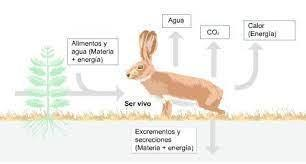 Agua
CO₂
Calor
(Energía)
Alimentos y
agua (Materia
+ energía)
Ser vivo
Excrementos y
secreciones
(Materia + energía)